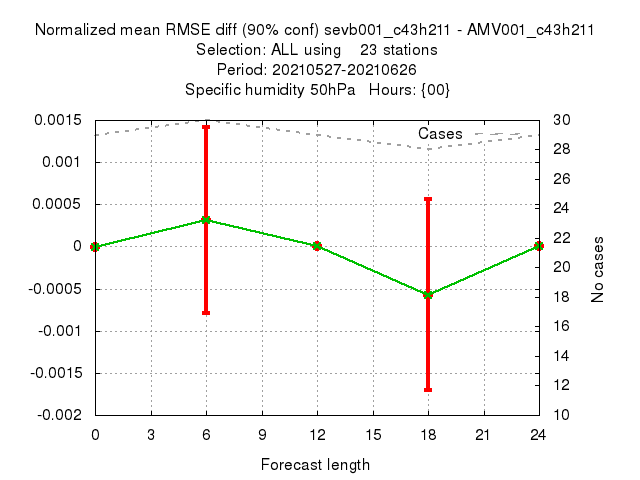 Normalized mean RMSE diff (90% conf) sevb001_c43h211 - AMV001_c43h211
Selection: ALL using 23 stations
Period: 20210527-20210626
Specific humidity 50hPa Hours: {00}
0.0015
0.001
0.0005
0
-0.0005
-0.001
-0.0015
-0.002
Cases
30
28
26
24
22
20
18
16
14
12
10
No cases
0 3 6 9 12 15 18 21 24
Forecast length